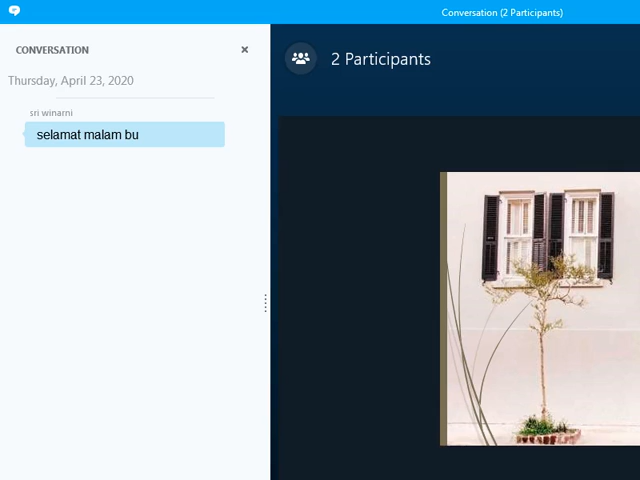 Conversation (2 Participants)
CONVERSATION
Thursday, April 23, 2020
sri winarni
selamat malam bu
2 Participants